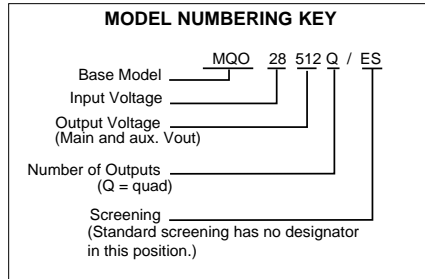 MODEL NUMBERING KEY
MQO 28 512 Q / ES
Base Model
Input Voltage
Output Voltage
(Main and aux. Vout)
Number of Outputs
(Q = quad)
Screening
(Standard screening has no designator
in this position.)